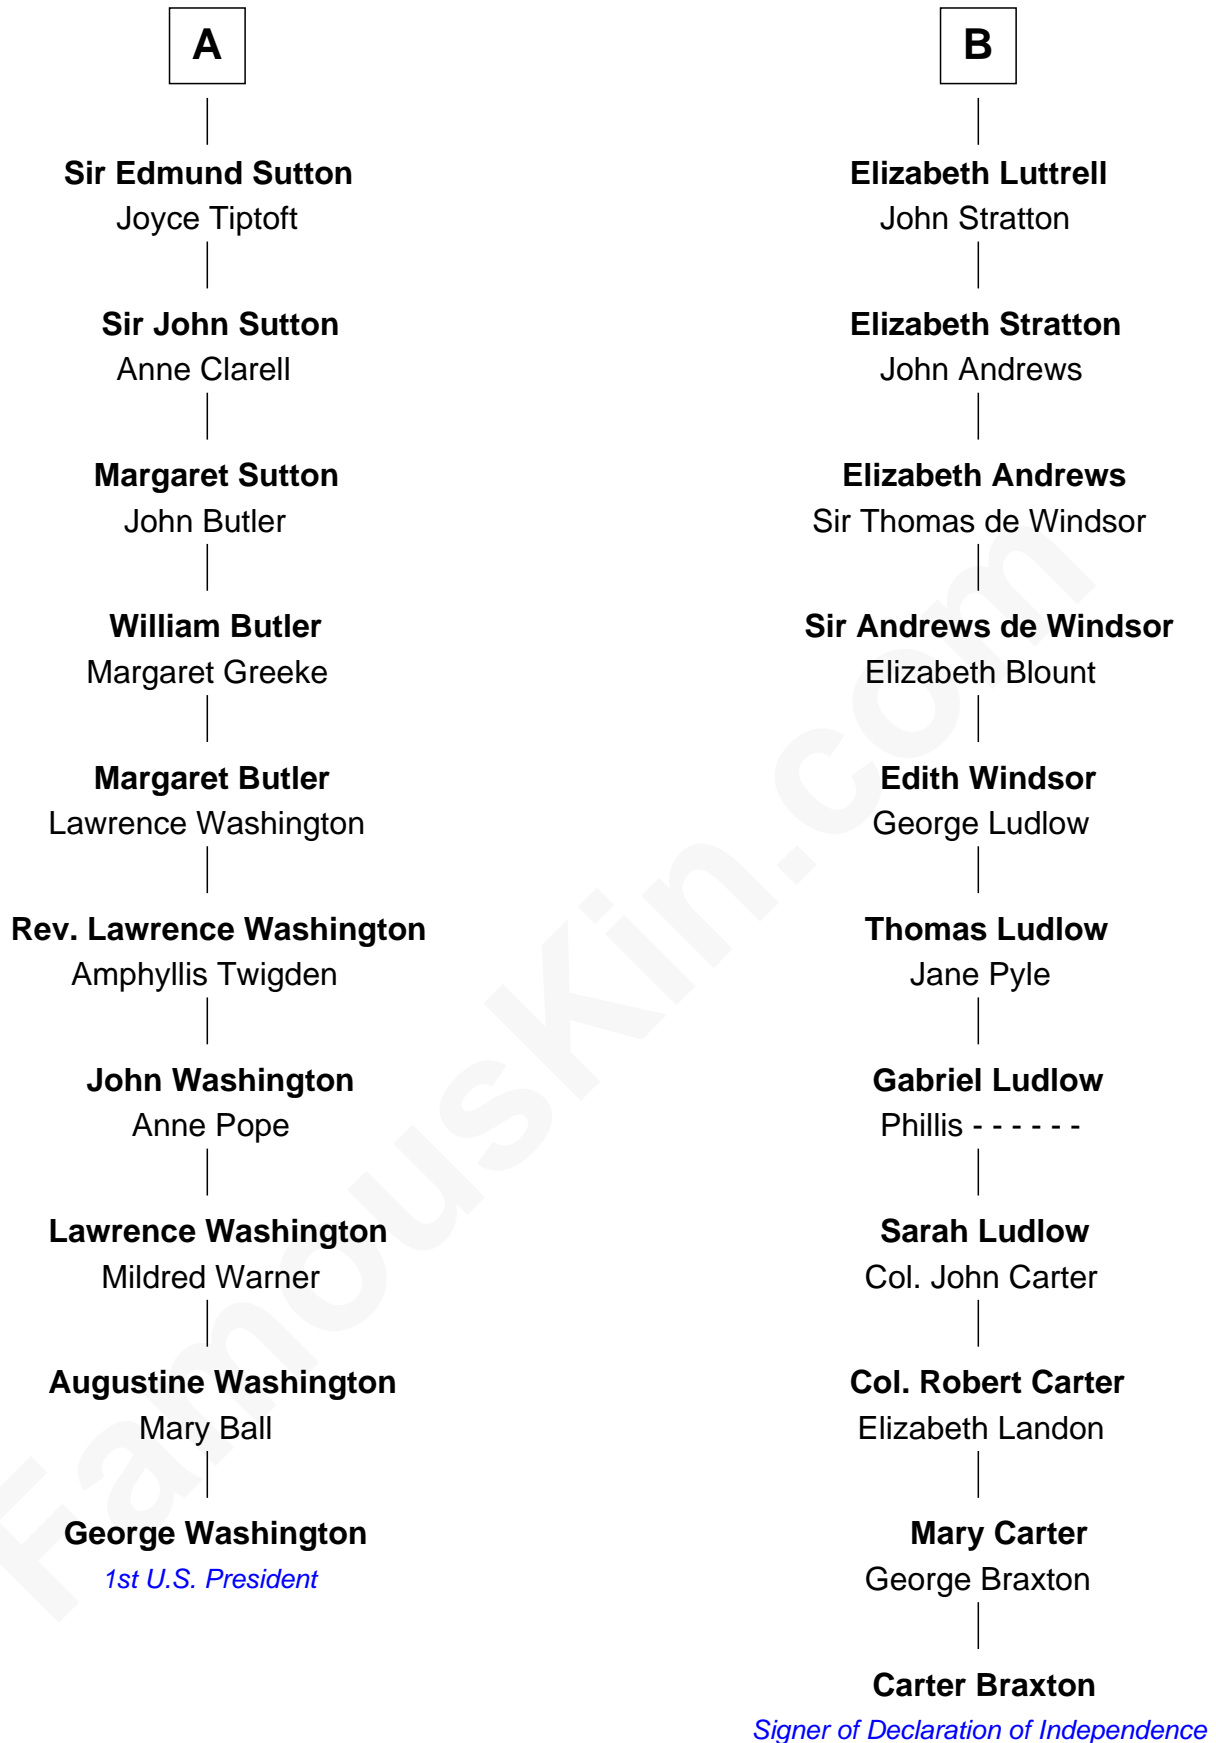 A
Sir Edmund Sutton
Joyce Tiptoft
Sir John Sutton
Anne Clarell
Margaret Sutton
John Butler
William Butler
Margaret Greeke
Margaret Butler
Lawrence Washington
Rev. Lawrence Washington
Amphyllis Twigden
John Washington
Anne Pope
Lawrence Washington
Mildred Warner
Augustine Washington
Mary Ball
George Washington
1st U.S. President
B
Elizabeth Luttrell
John Stratton
Elizabeth Stratton
John Andrews
Elizabeth Andrews
Sir Thomas de Windsor
Sir Andrews de Windsor
Elizabeth Blount
Edith Windsor
George Ludlow
Thomas Ludlow
Jane Pyle
Gabriel Ludlow
Phillis - - - - - -
Sarah Ludlow
Col. John Carter
Col. Robert Carter
Elizabeth Landon
Mary Carter
George Braxton
Carter Braxton
Signer of Declaration of Independence
FamousKin.com